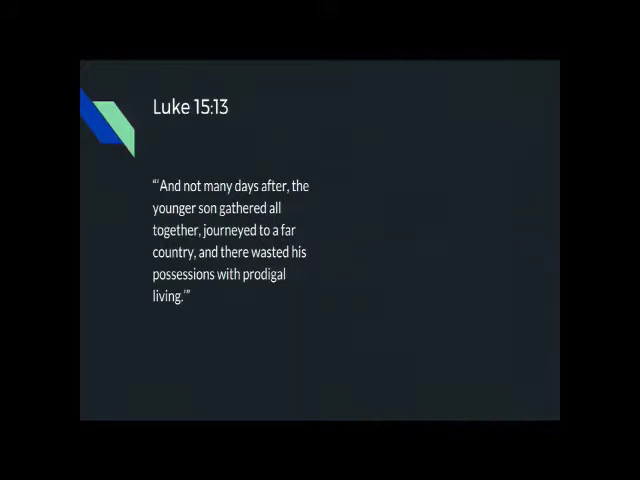 Luke 15:13
“‘And not many days after, the
younger son gathered all
together, journeyed to a far
country, and there wasted his
possessions with prodigal
living.’”